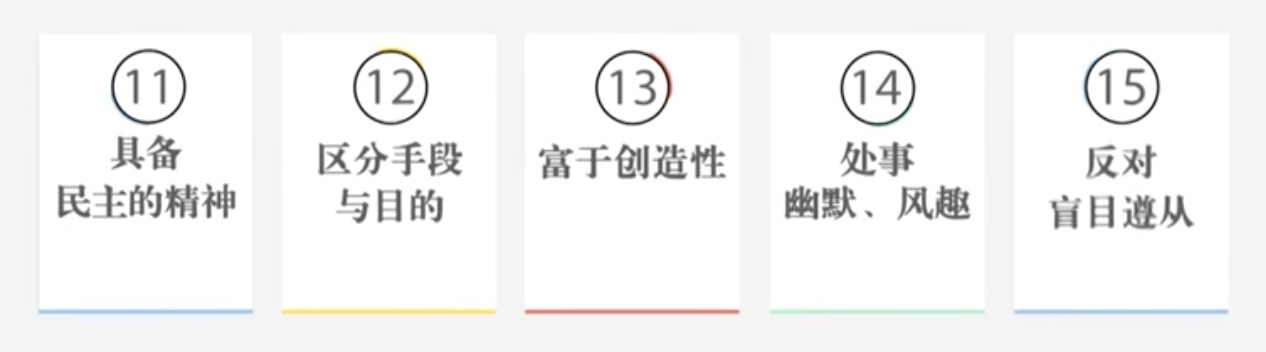 11
具备
民主的精神
12
区分手段
与目的
13
富于创造性
14
处事
幽默、风趣
15
反对
盲目遵从